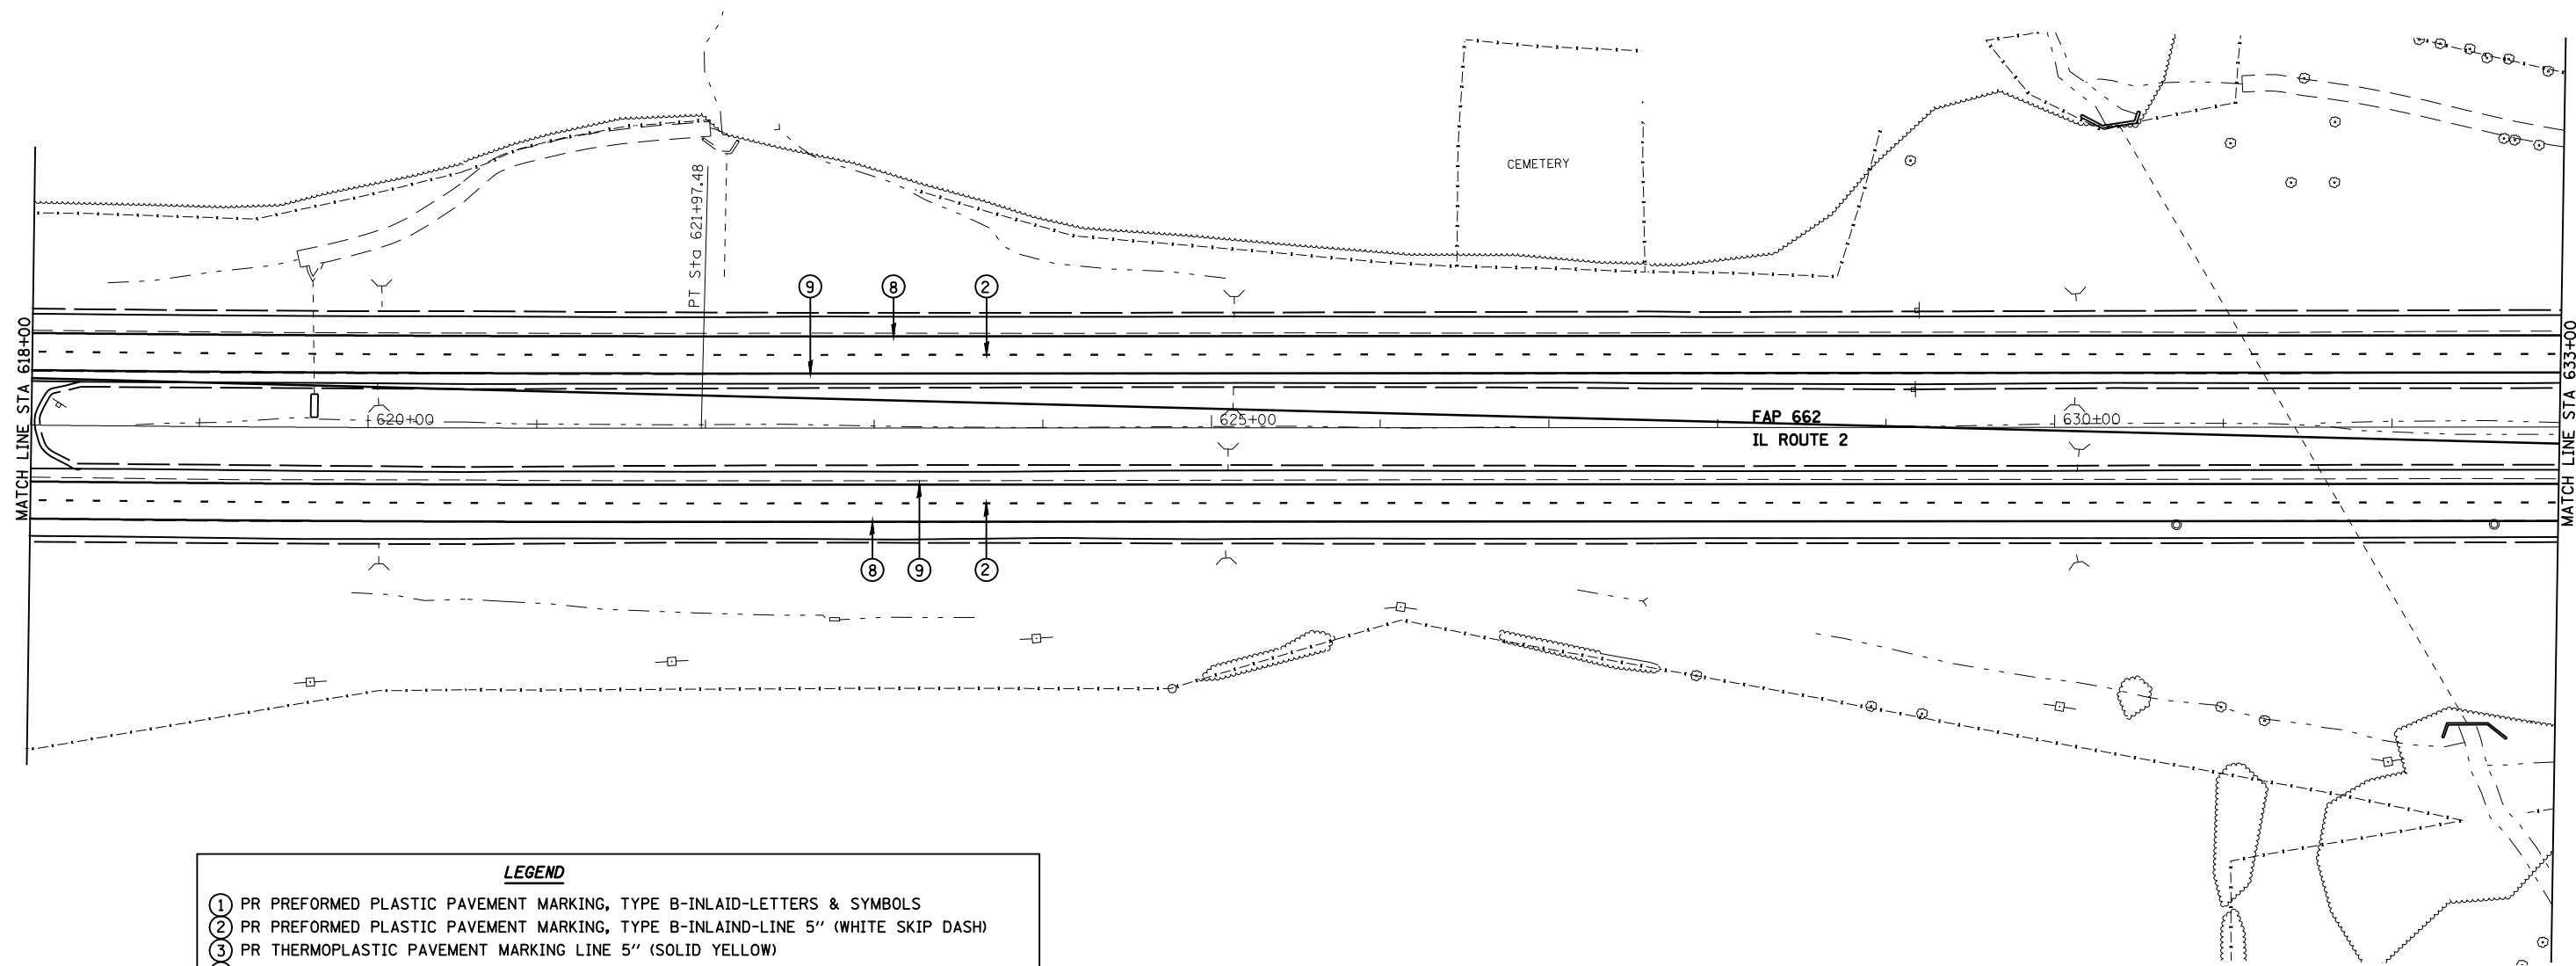 CEMETERY
PT Sta 621+97.48
9
8
2
MATCH LINE STA 618+00
MATCH LINE STA 633+00
620+00
625+00
630+00
FAP 662
IL ROUTE 2
8
9
2
LEGEND
1 PR PREFORMED PLASTIC PAVEMENT MARKING, TYPE B-INLAID-LETTERS & SYMBOLS
2 PR PREFORMED PLASTIC PAVEMENT MARKING, TYPE B-INLAIND-LINE 5" (WHITE SKIP DASH)
3 PR THERMOPLASTIC PAVEMENT MARKING LINE 5" (SOLID YELLOW)